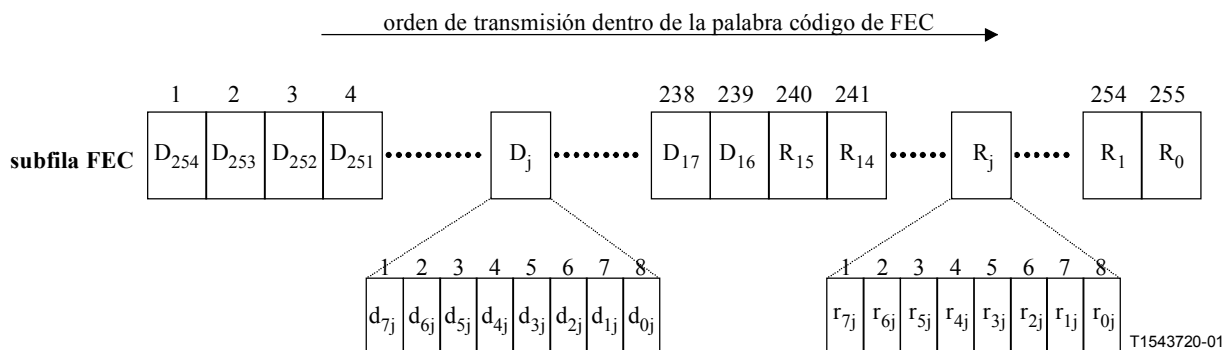 orden de transmisión dentro de la palabra código de FEC
1 2 3 4 238 239 240 241 254 255
subfila FEC D254 D253 D252 D251 Dj D17 D16 R15 R14 Rj R1 R0
1 2 3 4 5 6 7 8 1 2 3 4 5 6 7 8
d7j d6j d5j d4j d3j d2j d1j d0j r7j r6j r5j r4j r3j r2j r1j r0j
T1543720-01